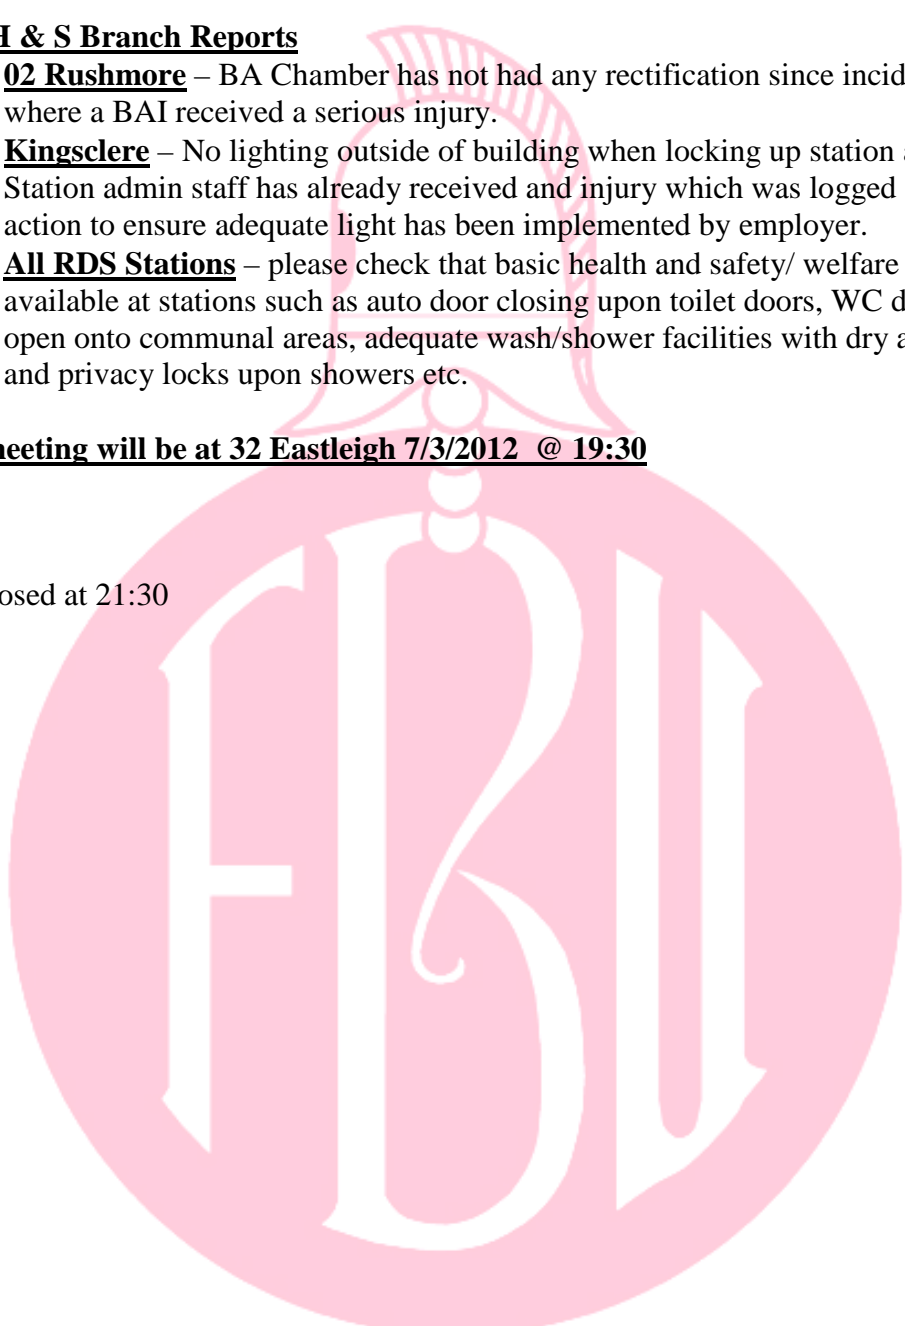 H & S Branch Reports
02 Rushmore – BA Chamber has not had any rectification since incid
where a BAI received a serious injury.
Kingsclere – No lighting outside of building when locking up station a
Station admin staff has already received and injury which was logged
action to ensure adequate light has been implemented by employer.
All RDS Stations – please check that basic health and safety/ welfare
available at stations such as auto door closing upon toilet doors, WC d
open onto communal areas, adequate wash/shower facilities with dry a
and privacy locks upon showers etc.
meeting will be at 32 Eastleigh 7/3/2012 @ 19:30
osed at 21:30
FBU